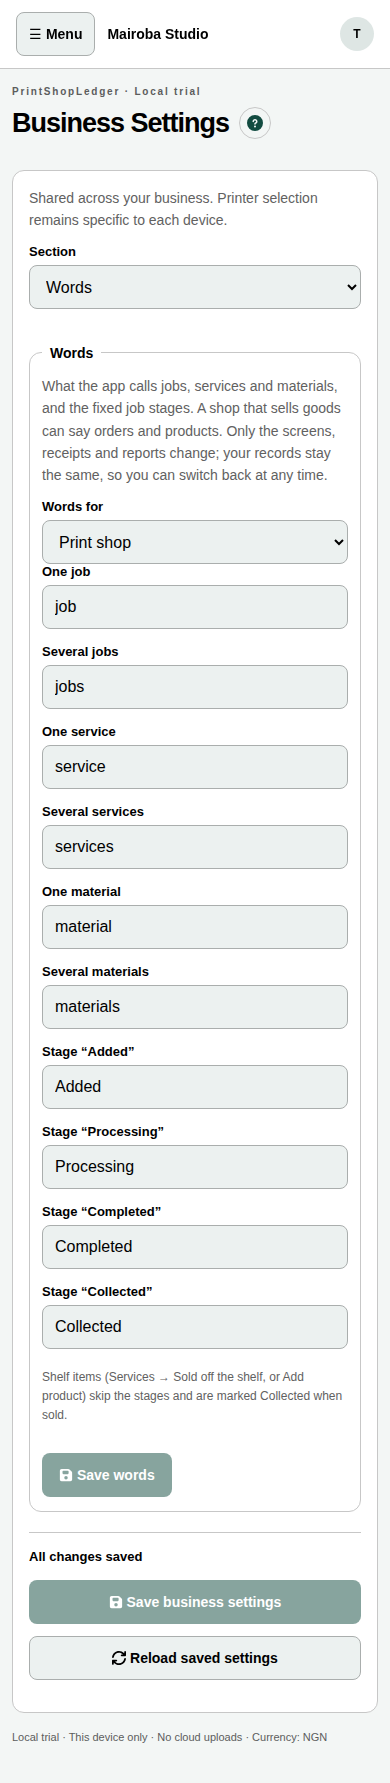 ☰ Menu
Mairoba Studio
T
PrintShopLedger · Local trial
Business Settings
?
Shared across your business. Printer selection
remains specific to each device.
Section
Words
Words
What the app calls jobs, services and materials,
and the fixed job stages. A shop that sells goods
can say orders and products. Only the screens,
receipts and reports change; your records stay
the same, so you can switch back at any time.
Words for
Print shop
One job
job
Several jobs
jobs
One service
service
Several services
services
One material
material
Several materials
materials
Stage “Added”
Added
Stage “Processing”
Processing
Stage “Completed”
Completed
Stage “Collected”
Collected
Shelf items (Services → Sold off the shelf, or Add
product) skip the stages and are marked Collected when
sold.
Save words
All changes saved
Save business settings
Reload saved settings
Local trial · This device only · No cloud uploads · Currency: NGN